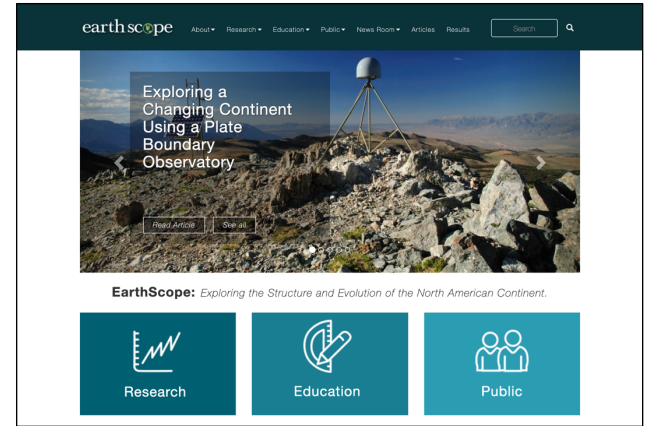 earthscope
About Research Education Public News Room Articles Results Search
Exploring a
Changing Continent
Using a Plate
Boundary
Observatory
Read Article See all
EarthScope: Exploring the Structure and Evolution of the North American Continent.
Research Education Public